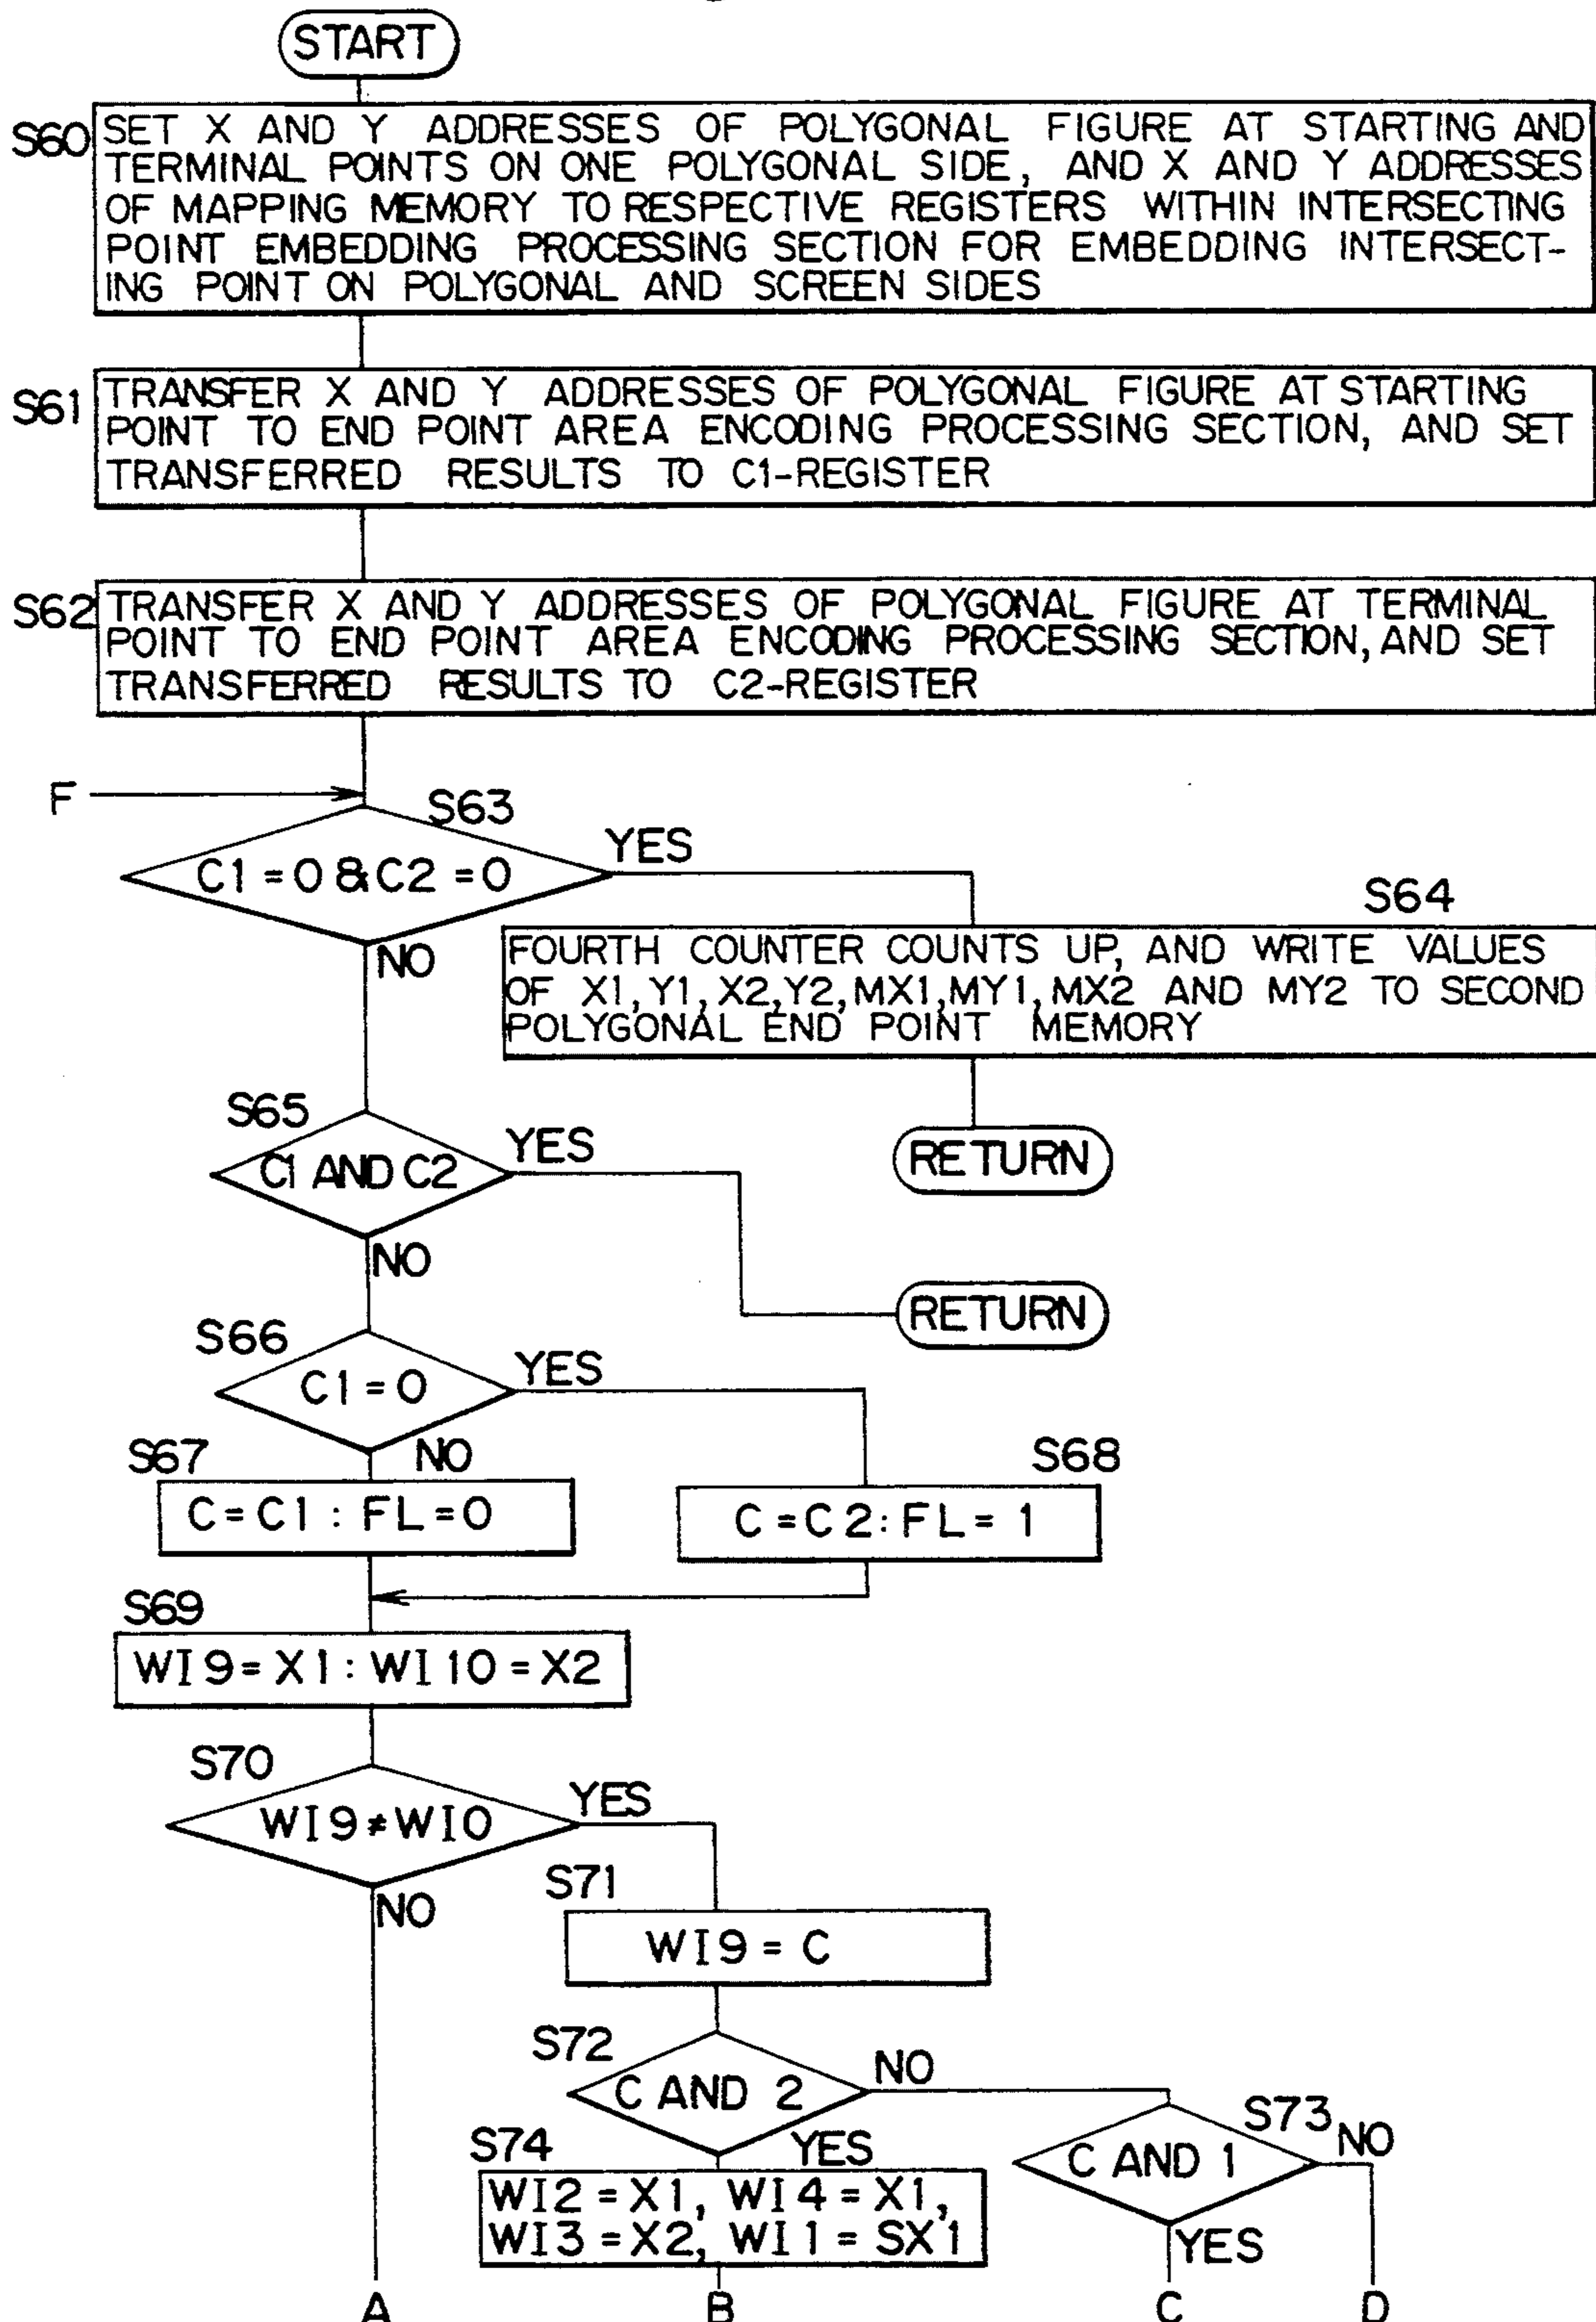 START
S60
SET X AND Y ADDRESSES OF POLYGONAL FIGURE AT STARTING AND
TERMINAL POINTS ON ONE POLYGONAL SIDE, AND X AND Y ADDRESSES
OF MAPPING MEMORY TO RESPECTIVE REGISTERS WITHIN INTERSECTING
POINT EMBEDDING PROCESSING SECTION FOR EMBEDDING INTERSECT-
ING POINT ON POLYGONAL AND SCREEN SIDES
S61
TRANSFER X AND Y ADDRESSES OF POLYGONAL FIGURE AT STARTING
POINT TO END POINT AREA ENCODING PROCESSING SECTION, AND SET
TRANSFERRED RESULTS TO C1-REGISTER
S62
TRANSFER X AND Y ADDRESSES OF POLYGONAL FIGURE AT TERMINAL
POINT TO END POINT AREA ENCODING PROCESSING SECTION, AND SET
TRANSFERRED RESULTS TO C2-REGISTER
F
S63
C1=0 & C2=0
YES
NO
S64
FOURTH COUNTER COUNTS UP, AND WRITE VALUES
OF X1, Y1, X2, Y2, MX1, MY1, MX2 AND MY2 TO SECOND
POLYGONAL END POINT MEMORY
RETURN
S65
C1 AND C2
YES
NO
RETURN
S66
C1=0
YES
NO
S67
C=C1 : FL=0
S68
C=C2 : FL=1
S69
WI9=X1 : WI10=X2
S70
WI9≠WI0
YES
NO
S71
WI9=C
S72
C AND 2
NO
YES
S73
C AND 1
NO
YES
S74
WI2=X1, WI4=X1,
WI3=X2, WI1=SX1
A
B
C
D